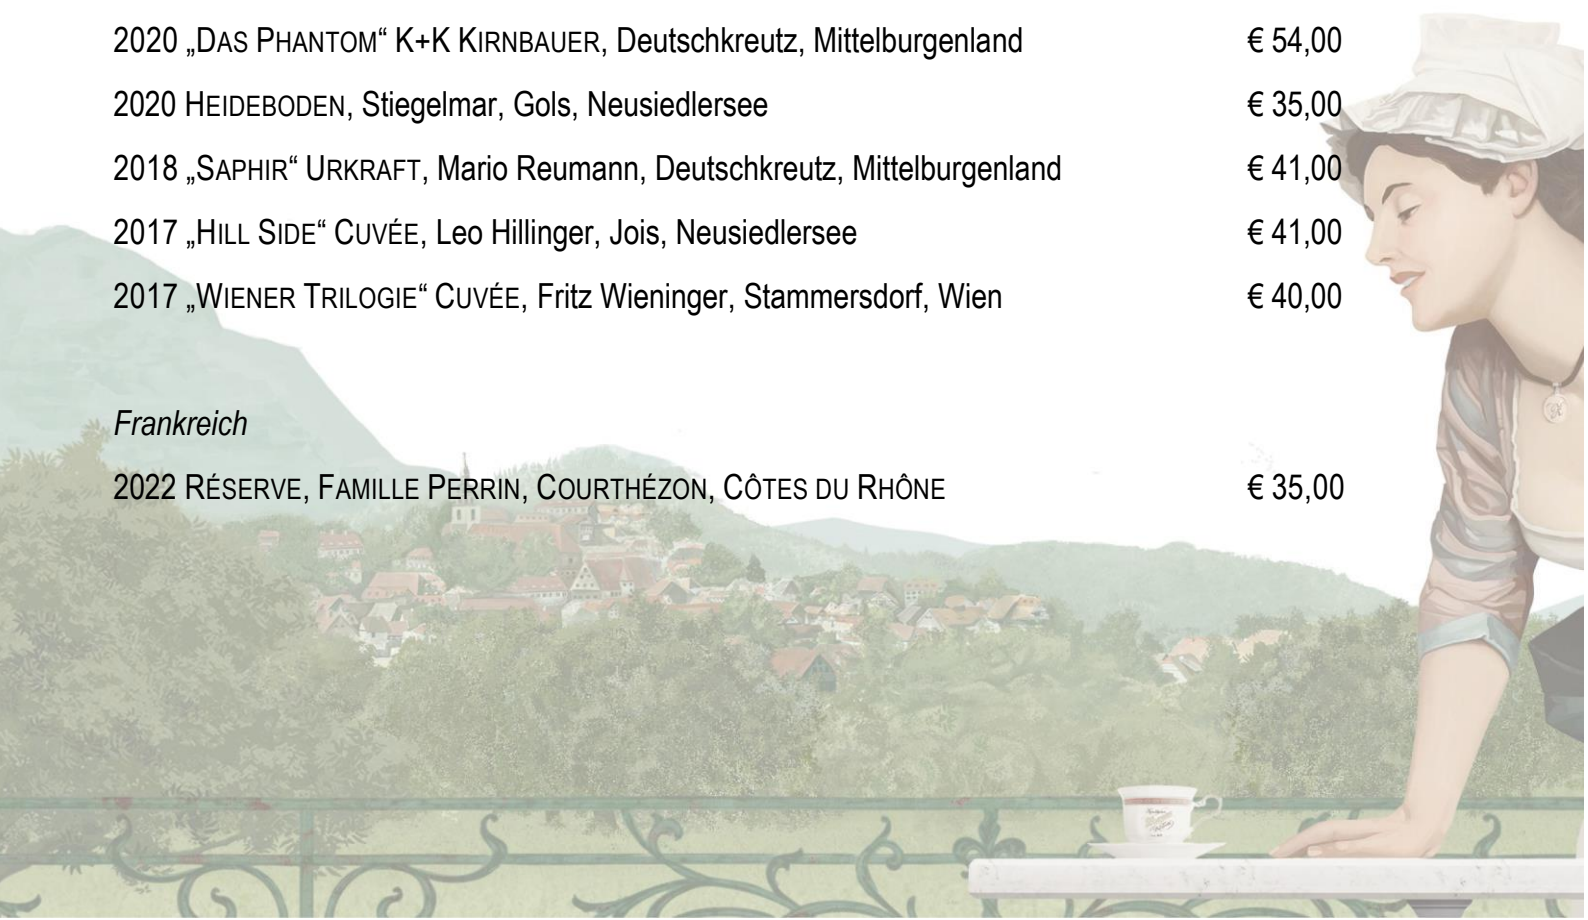 2020 „DAS PHANTOM“ K+K KIRNBAUER, Deutschkreutz, Mittelburgenland € 54,00
2020 HEIDEBODEN, Stiegelmar, Gols, Neusiedlersee € 35,00
2018 „SAPHIR“ URKRAFT, Mario Reumann, Deutschkreutz, Mittelburgenland € 41,00
2017 „HILL SIDE“ CUVÉE, Leo Hillinger, Jois, Neusiedlersee € 41,00
2017 „WIENER TRILOGIE“ CUVÉE, Fritz Wieninger, Stammersdorf, Wien € 40,00
Frankreich
2022 RÉSERVE, FAMILLE PERRIN, COURTHÉZON, CÔTES DU RHÔNE € 35,00